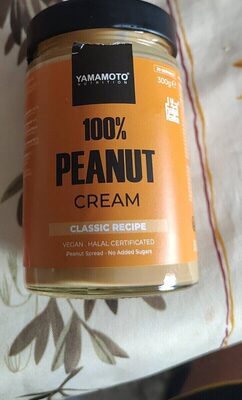 YAMAMOTO
NUTRITION
300g ℮
100%
PEANUT
CREAM
CLASSIC RECIPE
VEGAN . HALAL CERTIFICATED
Peanut Spread - No Added Sugars